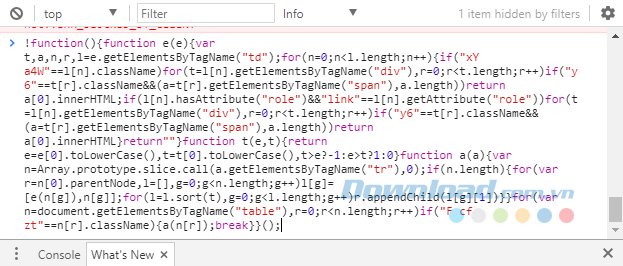 top
Filter
Info
1 item hidden by filters
!function(){function e(e){var
t,a,n,r,l=e.getElementsByTagName("td");for(n=0;n<l.length;n++){if("xY
a4W"==l[n].className)for(t=l[n].getElementsByTagName("div"),r=0;r<t.length;r++)if("y
6"==t[r].className&&(a=t[r].getElementsByTagName("span"),a.length))return
a[0].innerHTML;if(l[n].hasAttribute("role")&&"link"==l[n].getAttribute("role"))for(t
=l[n].getElementsByTagName("div"),r=0;r<t.length;r++)if("y6"==t[r].className&&
(a=t[r].getElementsByTagName("span"),a.length))return
a[0].innerHTML}return""}function t(e,t){return
e=e[0].toLowerCase(),t=t[0].toLowerCase(),t>e?-1:e>t?1:0}function a(a){var
n=Array.prototype.slice.call(a.getElementsByTagName("tr"),0);if(n.length){for(var
r=n[0].parentNode,l=[],g=0;g<n.length;g++)l[g]=
[e(n[g]),n[g]];for(l=l.sort(t),g=0;g<l.length;g++)r.appendChild(l[g][1])}}for(var
n=document.getElementsByTagName("table"),r=0;r<n.length;r++)if("F cf
zt"==n[r].className){a(n[r]);break}}();
Download.com.vn
Console
What's New